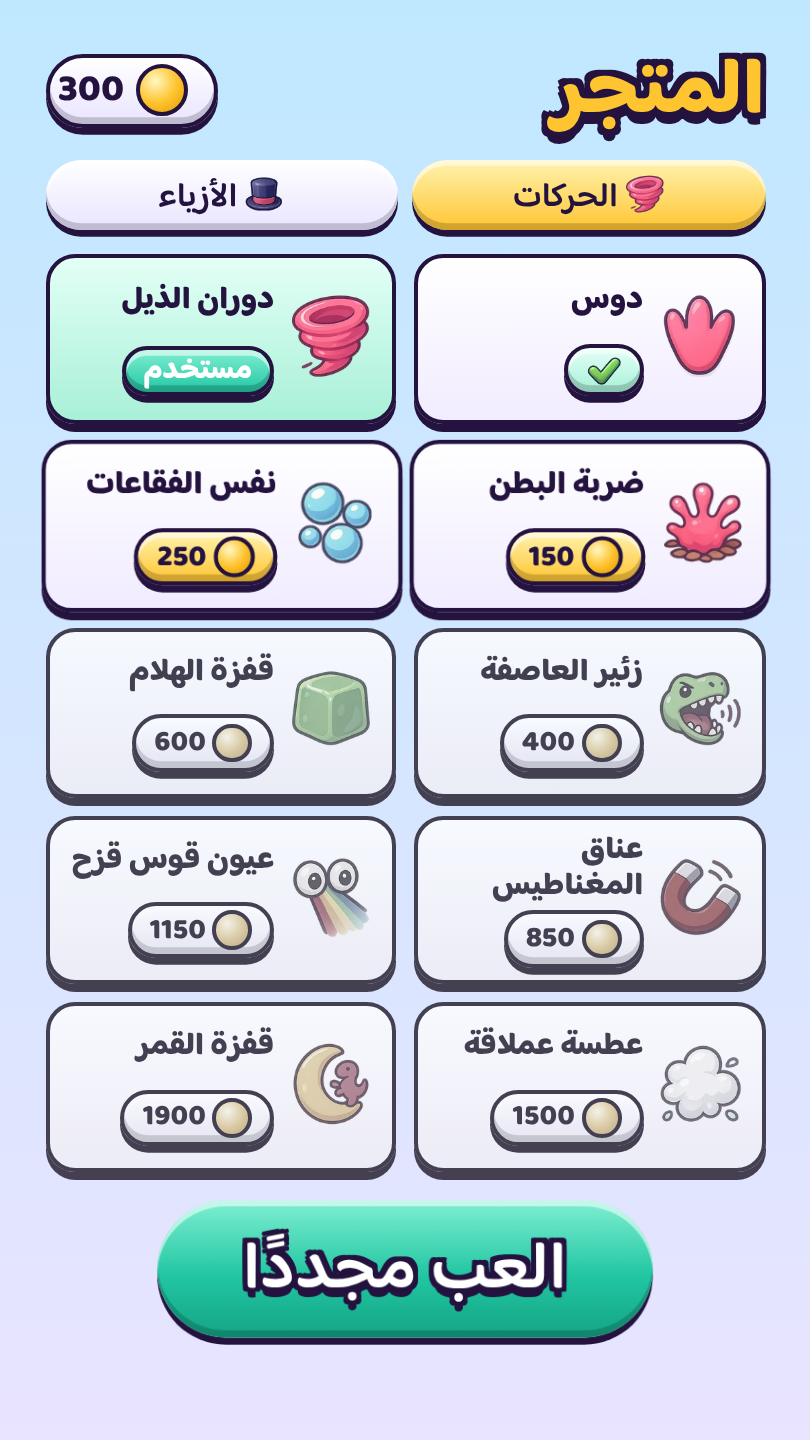 المتجر
300
الحركات
الأزياء
دوس
دوران الذيل
مستخدم
ضربة البطن
150
نفس الفقاعات
250
زئير العاصفة
400
قفزة الهلام
600
عناق
المغناطيس
850
عيون قوس قزح
1150
عطسة عملاقة
1500
قفزة القمر
1900
العب مجددًا